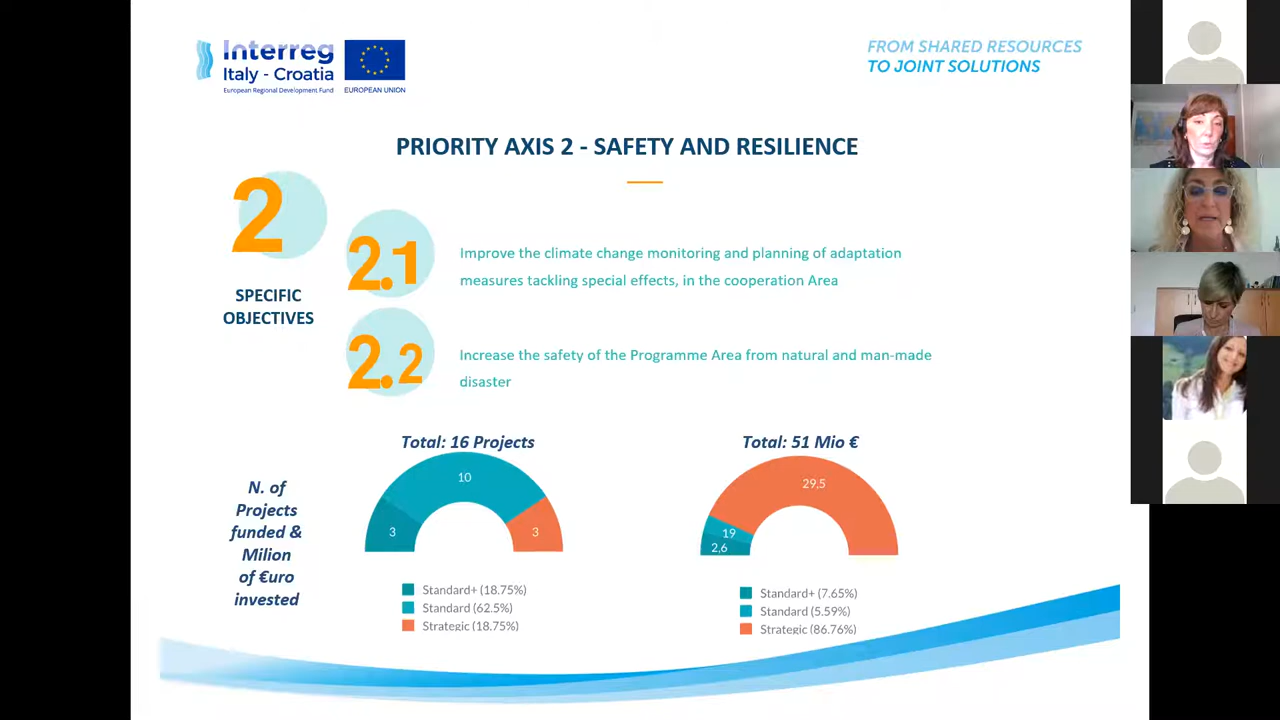 Interreg
Italy - Croatia
European Regional Development Fund
EUROPEAN UNION
FROM SHARED RESOURCES
TO JOINT SOLUTIONS
PRIORITY AXIS 2 - SAFETY AND RESILIENCE
2
SPECIFIC
OBJECTIVES
2.1
Improve the climate change monitoring and planning of adaptation
measures tackling special effects, in the cooperation Area
2.2
Increase the safety of the Programme Area from natural and man-made
disaster
N. of
Projects
funded &
Milion
of €uro
invested
Total: 16 Projects
10
3
3
Standard+ (18.75%)
Standard (62.5%)
Strategic (18.75%)
Total: 51 Mio €
29,5
19
2,6
Standard+ (7.65%)
Standard (5.59%)
Strategic (86.76%)